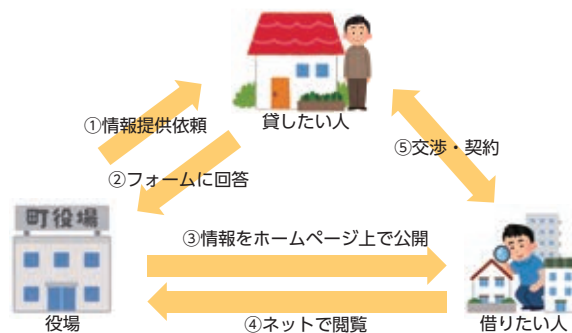 ①情報提供依頼
貸したい人
⑤交渉・契約
②フォームに回答
町役場
③情報をホームページ上で公開
役場
④ネットで閲覧
借りたい人